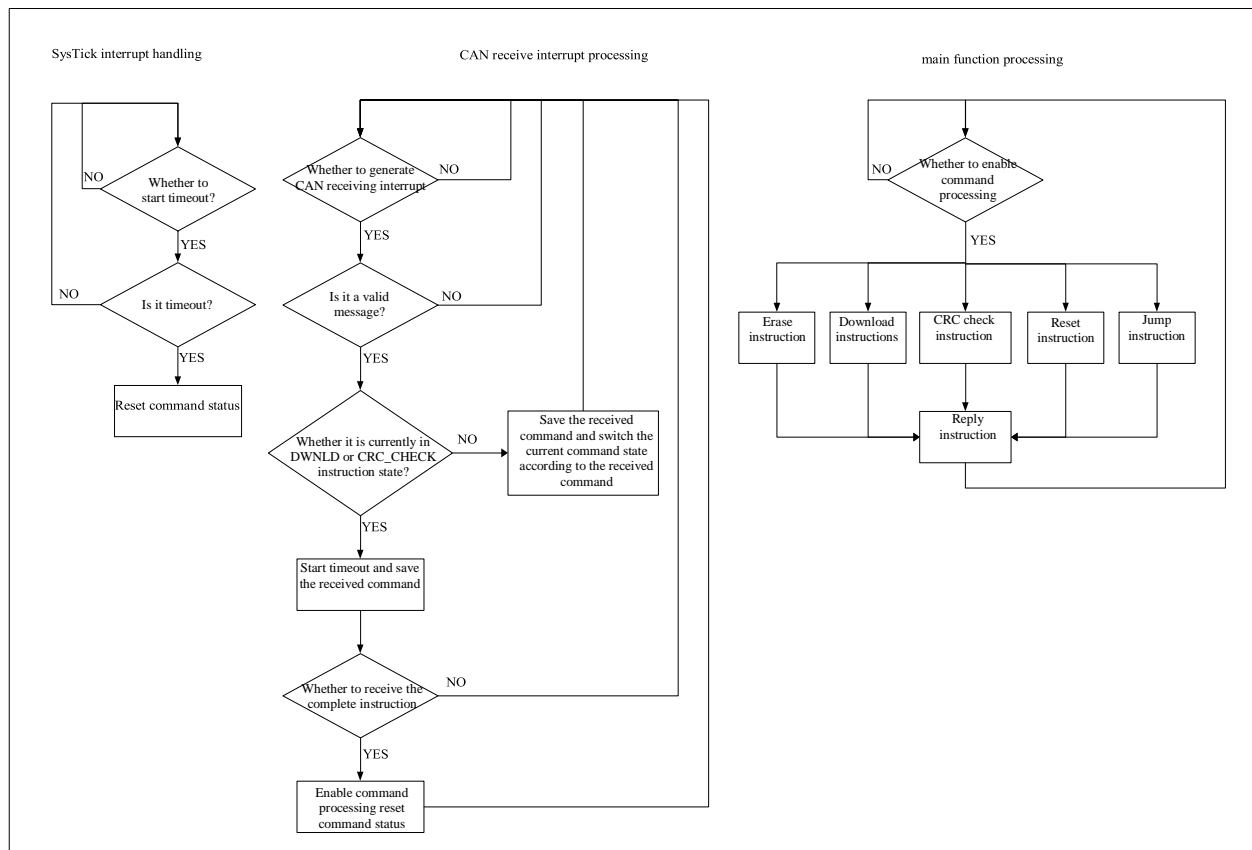 SysTick interrupt handling
CAN receive interrupt processing
main function processing
NO
Whether to
start timeout?
YES
NO
Is it timeout?
YES
Reset command status
Whether to generate
CAN receiving interrupt
NO
YES
Is it a valid
message?
NO
YES
Whether it is currently in
DWNLD or CRC_CHECK
instruction state?
NO
Save the received
command and switch the
current command state
according to the received
command
YES
Start timeout and save
the received command
Whether to receive the
complete instruction
NO
YES
Enable command
processing reset
command status
NO
Whether to enable
command
processing
YES
Erase
instruction
Download
instructions
CRC check
instruction
Reset
instruction
Jump
instruction
Reply
instruction